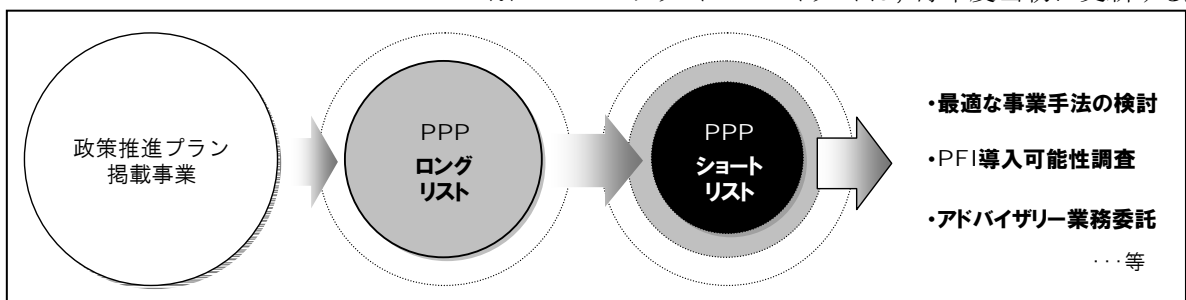 政策推進プラン
掲載事業
PPP
ロング
リスト
PPP
ショート
リスト
・最適な事業手法の検討
・PFI導入可能性調査
・アドバイザリー業務委託
・・・等